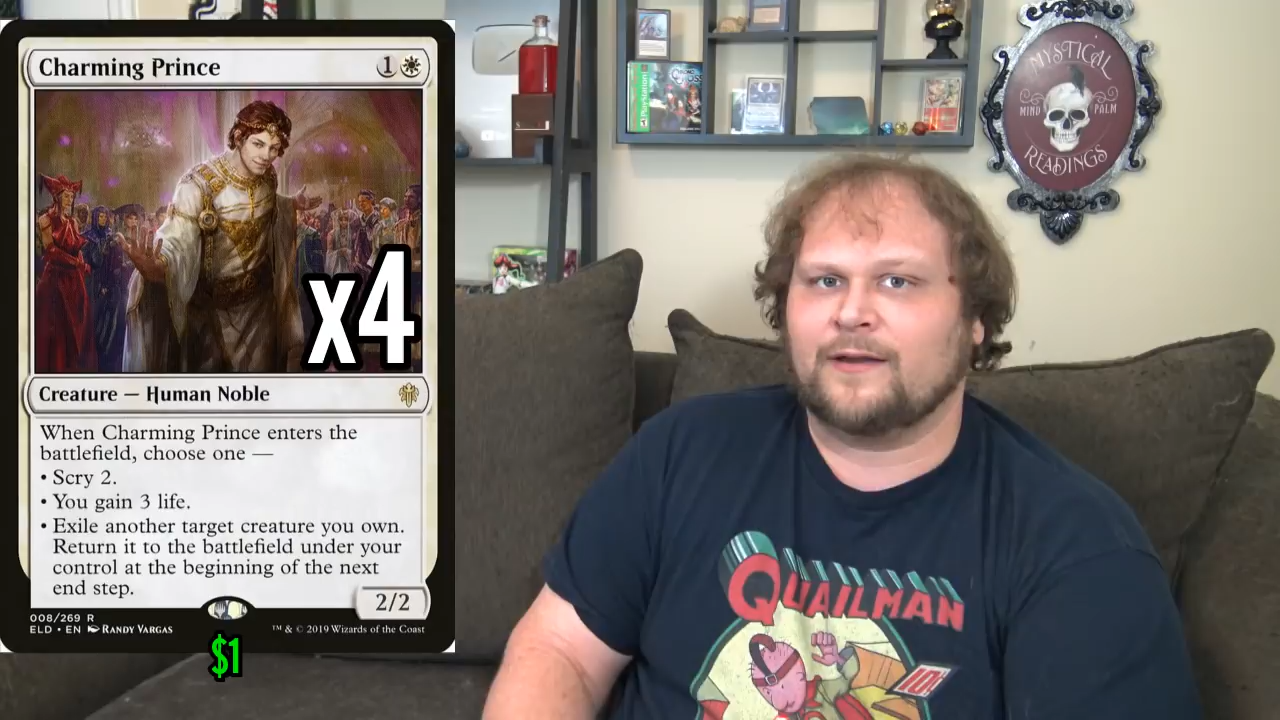 Charming Prince 1
x4
Creature — Human Noble
When Charming Prince enters the
battlefield, choose one —
• Scry 2.
• You gain 3 life.
• Exile another target creature you own.
Return it to the battlefield under your
control at the beginning of the next
end step.
2/2
008/269 R
ELD • EN RANDY VARGAS
™ & © 2019 Wizards of the Coast
$1
PlayStation
CROSS
MYSTICAL
MIND PALM
READINGS
QUAILMAN